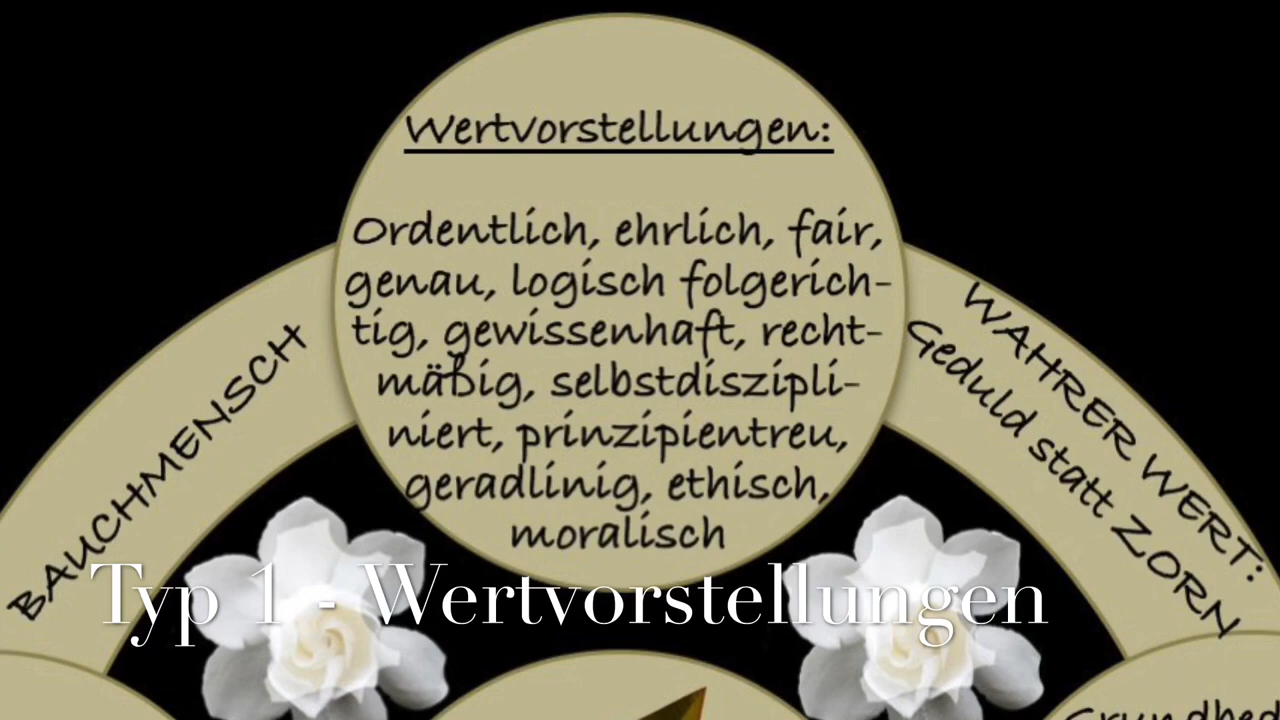 Wertvorstellungen:
Ordentlich, ehrlich, fair,
genau, logisch folgerich-
tig, gewissenhaft, recht-
mäßig, selbstdiszipli-
niert, prinzipientreu,
geradlinig, ethisch,
moralisch
BAUCHMENSCH
WAHRER WERT:
Geduld statt ZORN
Typ 1 - Wertvorstellungen